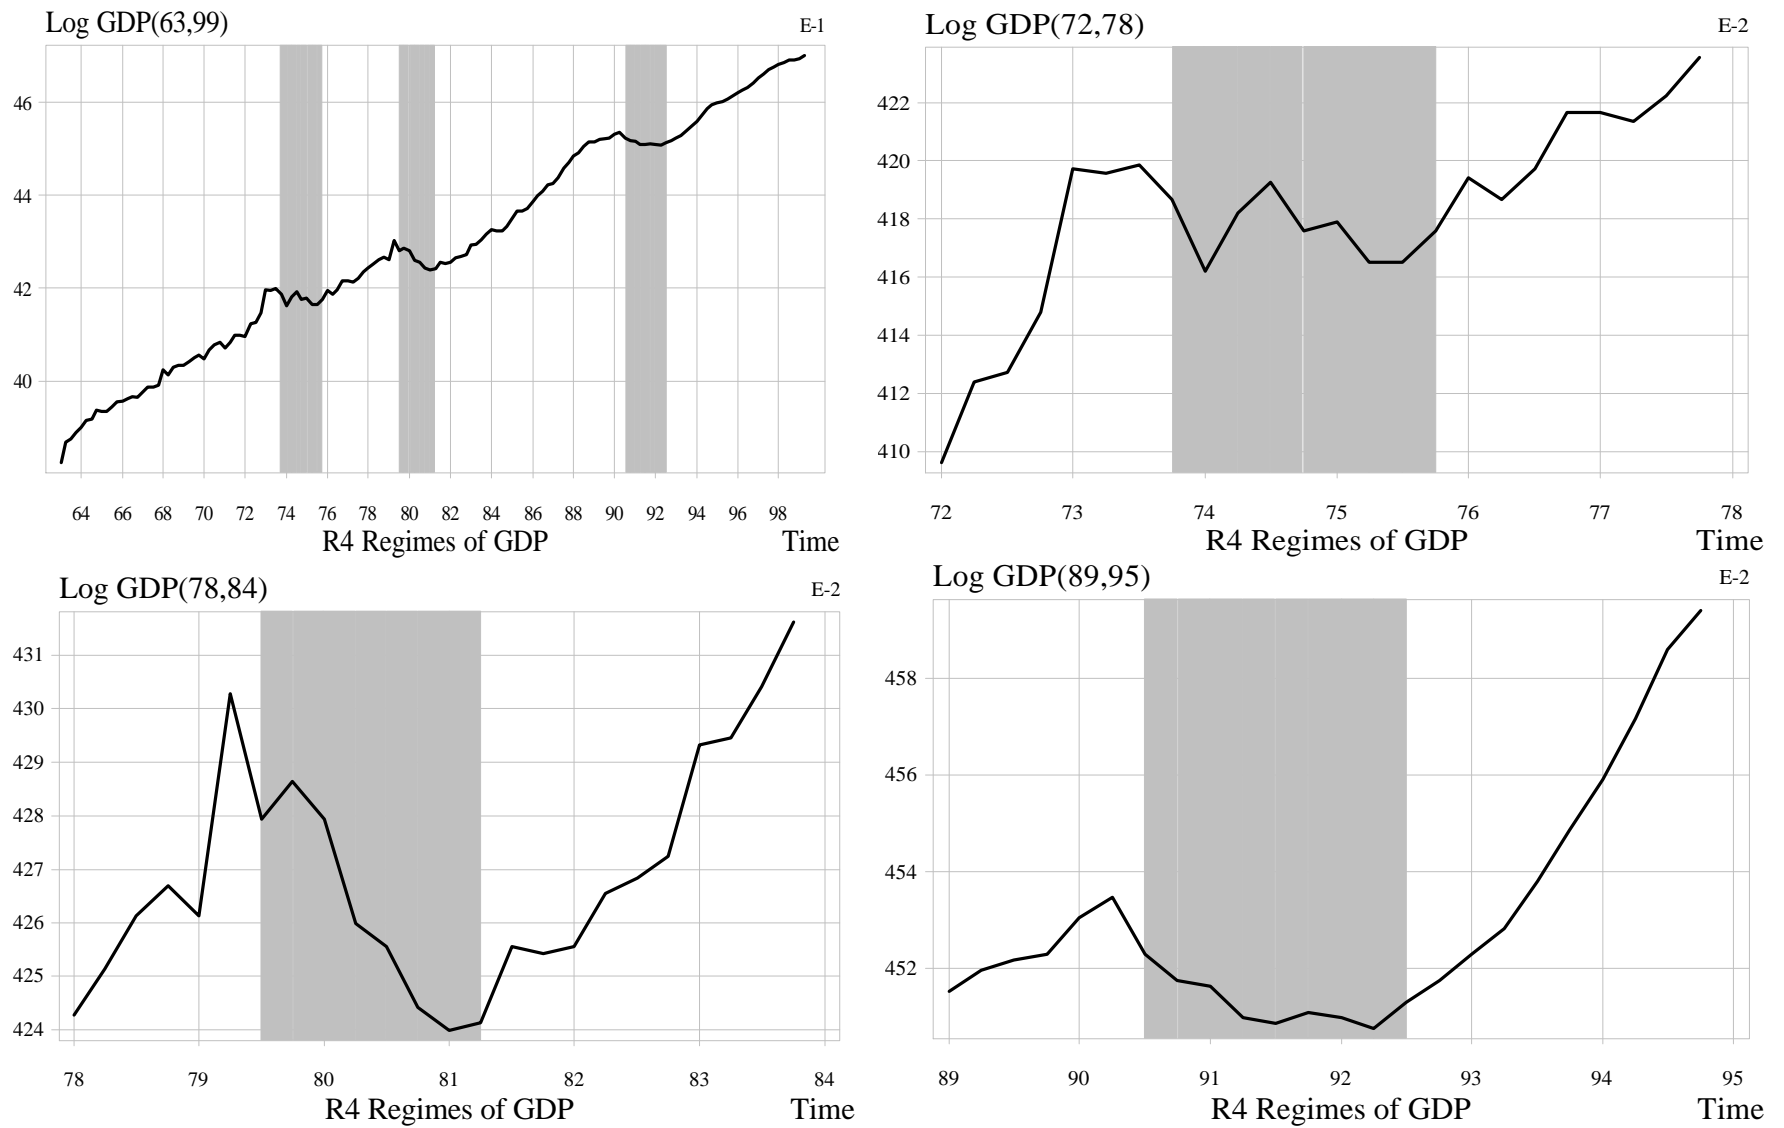 Log GDP(63,99) E-1
46
44
42
40
64 66 68 70 72 74 76 78 80 82 84 86 88 90 92 94 96 98
R4 Regimes of GDP Time
Log GDP(72,78) E-2
422
420
418
416
414
412
410
72 73 74 75 76 77 78
R4 Regimes of GDP Time
Log GDP(78,84) E-2
431
430
429
428
427
426
425
424
78 79 80 81 82 83 84
R4 Regimes of GDP Time
Log GDP(89,95) E-2
458
456
454
452
89 90 91 92 93 94 95
R4 Regimes of GDP Time